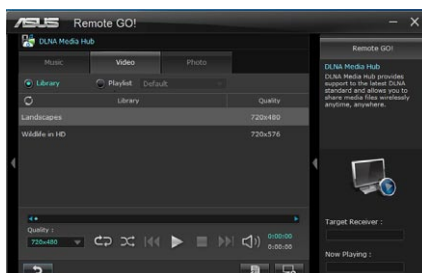 ASUS Remote GO!
DLNA Media Hub
Music Video Photo
Library Playlist Default
Library Quality
Landscapes 720x480
Wildlife in HD 720x576
Quality :
720x480
0:00:00
0:00:00
Remote GO!
DLNA Media Hub
DLNA Media Hub provides
support to the latest DLNA
standard and allows you to
share media files wirelessly
anytime, anywhere.
Target Receiver :
Now Playing :